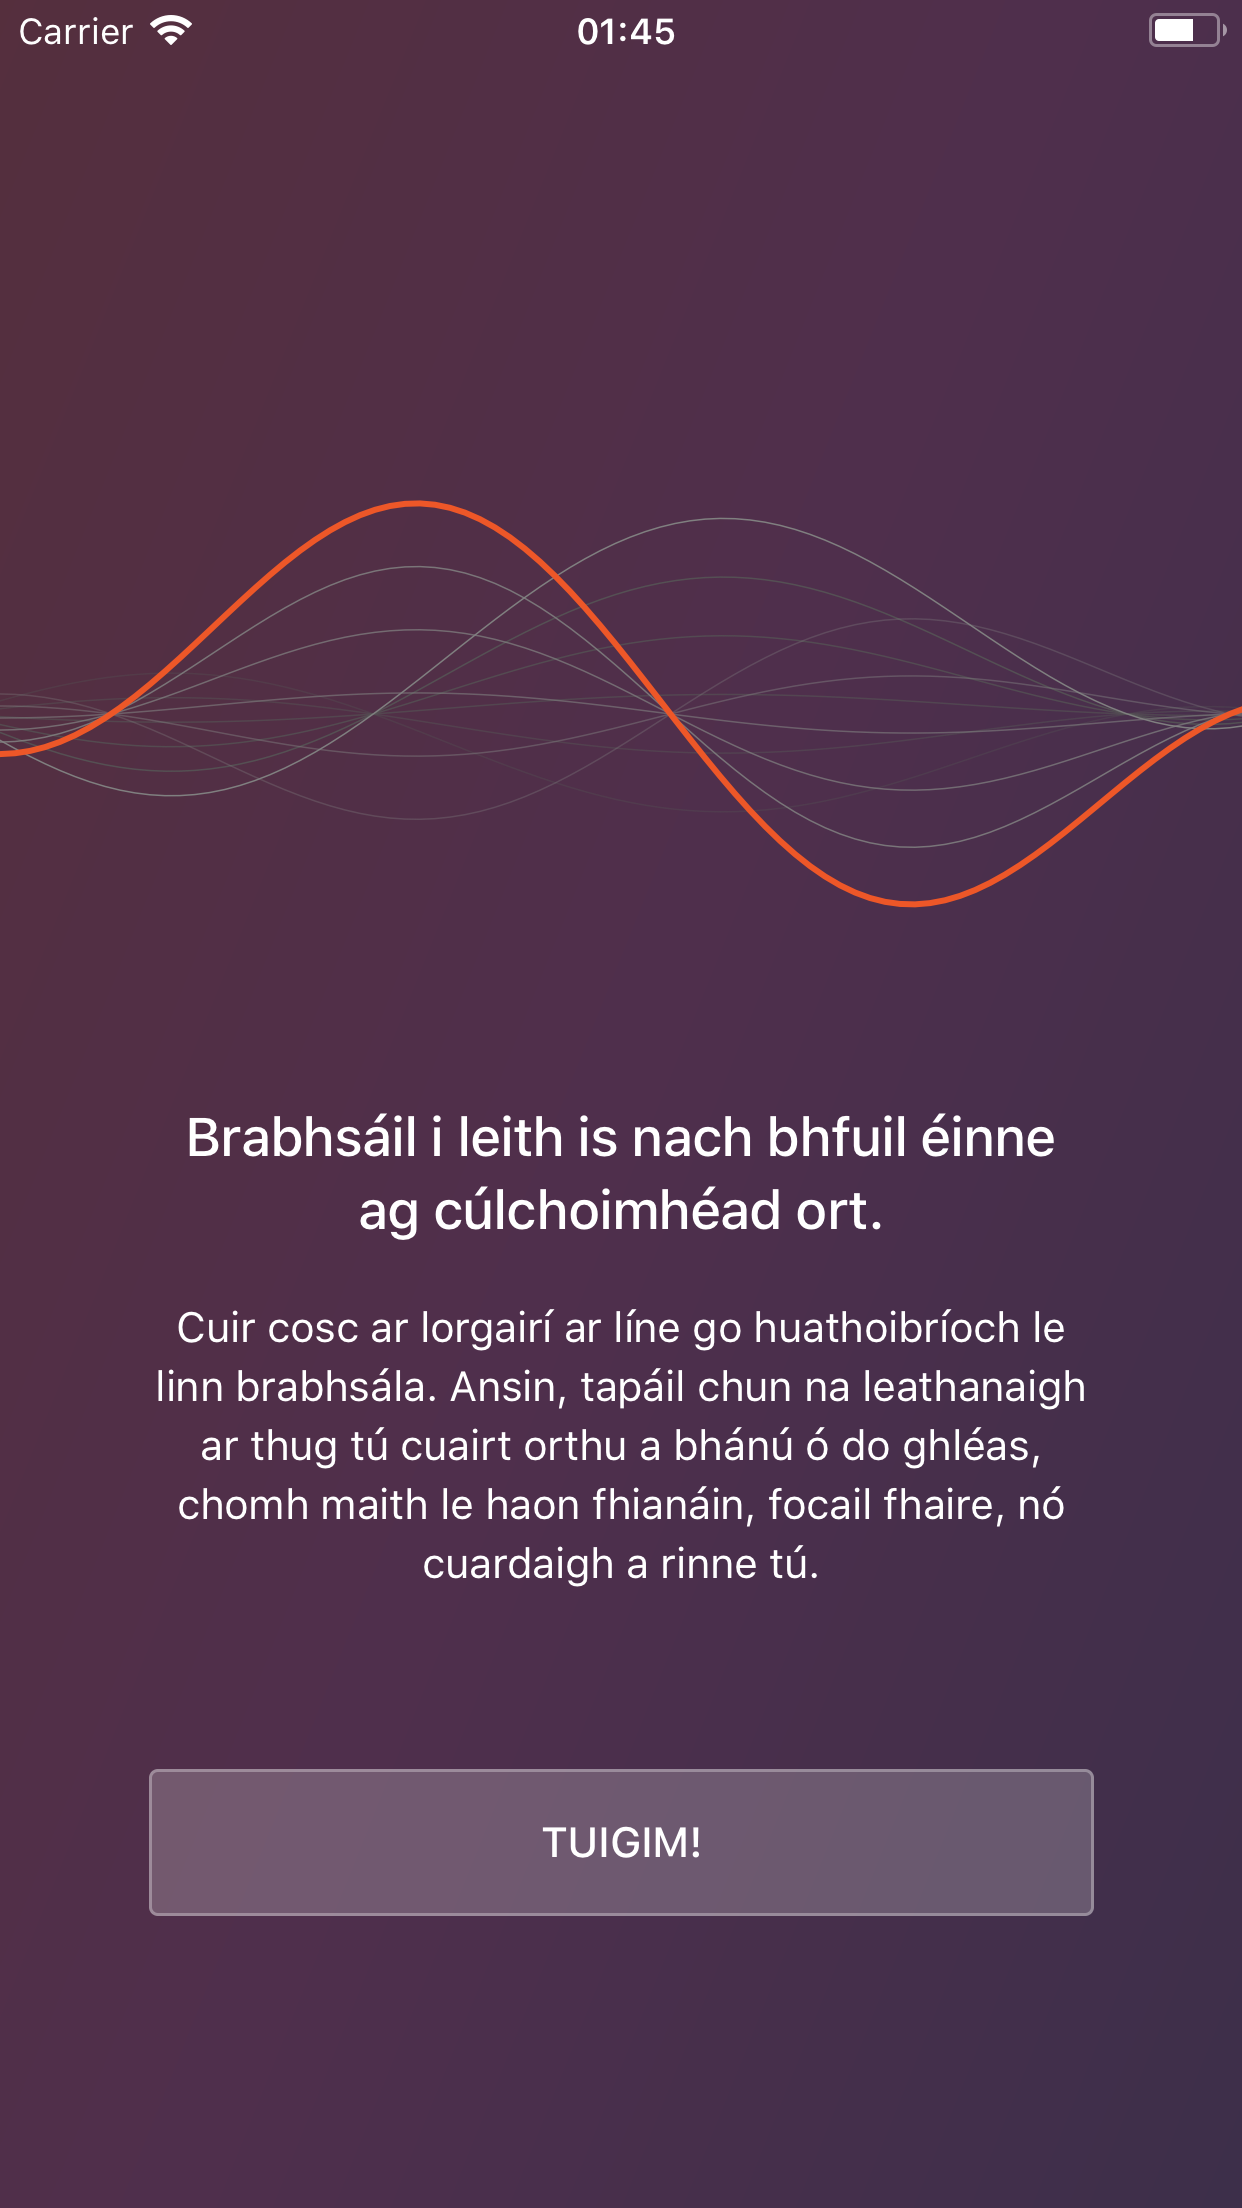 Carrier
01:45
Brabhsáil i leith is nach bhfuil éinne
ag cúlchoimhéad ort.
Cuir cosc ar lorgairí ar líne go huathoibríoch le
linn brabhsála. Ansin, tapáil chun na leathanaigh
ar thug tú cuairt orthu a bhánú ó do ghléas,
chomh maith le haon fhianáin, focail fhaire, nó
cuardaigh a rinne tú.
TUIGIM!